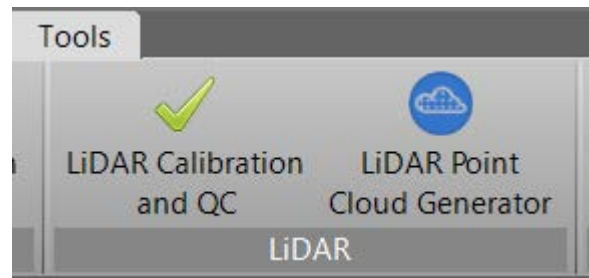 Tools
LiDAR Calibration
and QC
LiDAR Point
Cloud Generator
LiDAR